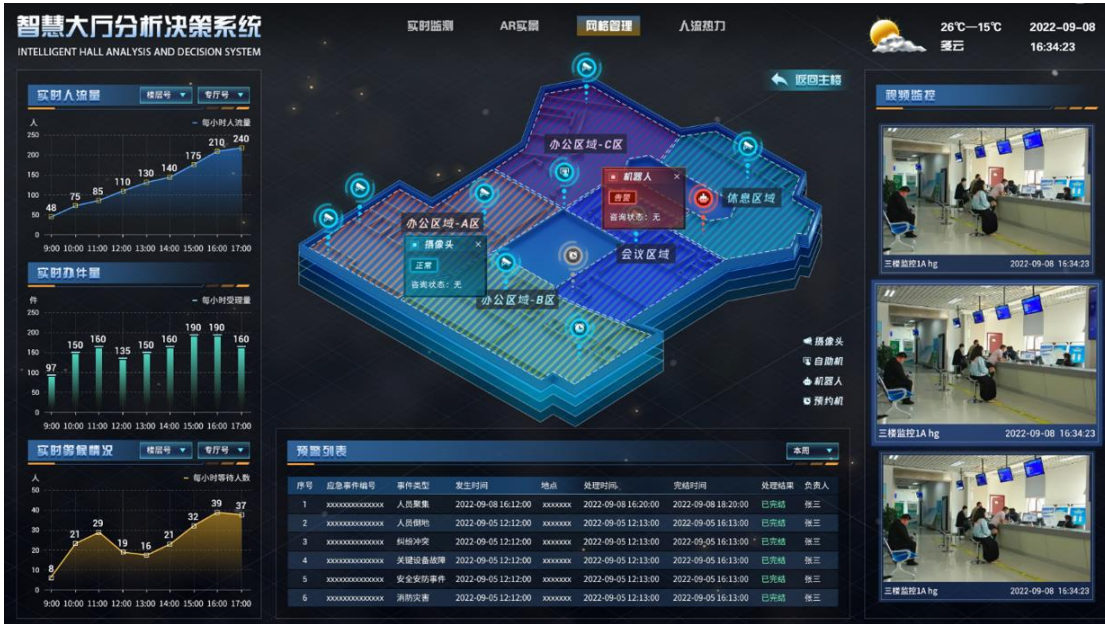 智慧大厅分析决策系统
INTELLIGENT HALL ANALYSIS AND DECISION SYSTEM
实时监测 AR实景 网格管理 人流热力
26℃—15℃ 2022-09-08
多云 16:34:23
实时人流量 楼层号 专厅号
人 每小时人流量
250
200
150
100
50
0
48 75 85 110 130 140 175 210 240
9:00 10:00 11:00 12:00 13:00 14:00 15:00 16:00 17:00
实时办件量
件 每小时受理量
250
200
160
100
50
0
97 150 160 135 150 160 190 190 160
9:00 10:00 11:00 12:00 13:00 14:00 15:00 16:00 17:00
实时等候情况 楼层号 专厅号
人 每小时等待人数
50
40
30
20
10
0
8 21 29 19 16 21 32 39 37
9:00 10:00 11:00 12:00 13:00 14:00 15:00 16:00 17:00
返回主楼
办公区域-C区
机器人 ×
告警
咨询状态：无
休息区域
办公区域-A区
摄像头 ×
正常
咨询状态：无
会议区域
办公区域-B区
摄像头
自助机
机器人
预约机
预警列表 本周
序号 应急事件编号 事件类型 发生时间 地点 处理时间 完结时间 处理结果 负责人
1 xxxxxxxxxxxxxx 人员聚集 2022-09-08 16:12:00 xxxxxxx 2022-09-08 16:20:00 2022-09-08 18:20:00 已完结 张三
2 xxxxxxxxxxxxxx 人员倒地 2022-09-05 12:12:00 xxxxxxx 2022-09-05 12:13:00 2022-09-05 16:13:00 已完结 张三
3 xxxxxxxxxxxxxx 纠纷冲突 2022-09-05 12:12:00 xxxxxxx 2022-09-05 12:13:00 2022-09-05 16:13:00 已完结 张三
4 xxxxxxxxxxxxxx 关键设备故障 2022-09-05 12:12:00 xxxxxxx 2022-09-05 12:13:00 2022-09-05 16:13:00 已完结 张三
5 xxxxxxxxxxxxxx 安全安防事件 2022-09-05 12:12:00 xxxxxxx 2022-09-05 12:13:00 2022-09-05 16:13:00 已完结 张三
6 xxxxxxxxxxxxxx 消防灾害 2022-09-05 12:12:00 xxxxxxx 2022-09-05 12:13:00 2022-09-05 16:13:00 已完结 张三
视频监控
三楼监控1A hg 2022-09-08 16:34:23
三楼监控1A hg 2022-09-08 16:34:23
三楼监控1A hg 2022-09-08 16:34:23